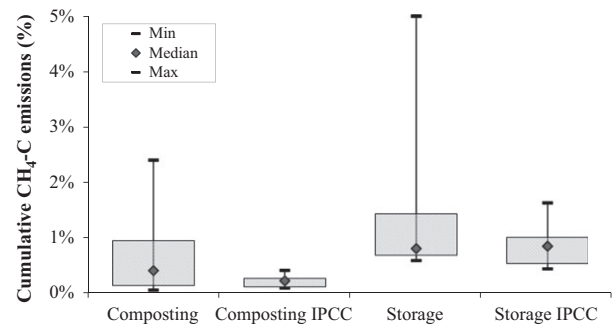 Cumulative CH₄-C emissions (%)
5%
4%
3%
2%
1%
0%
Min
Median
Max
Composting
Composting IPCC
Storage
Storage IPCC